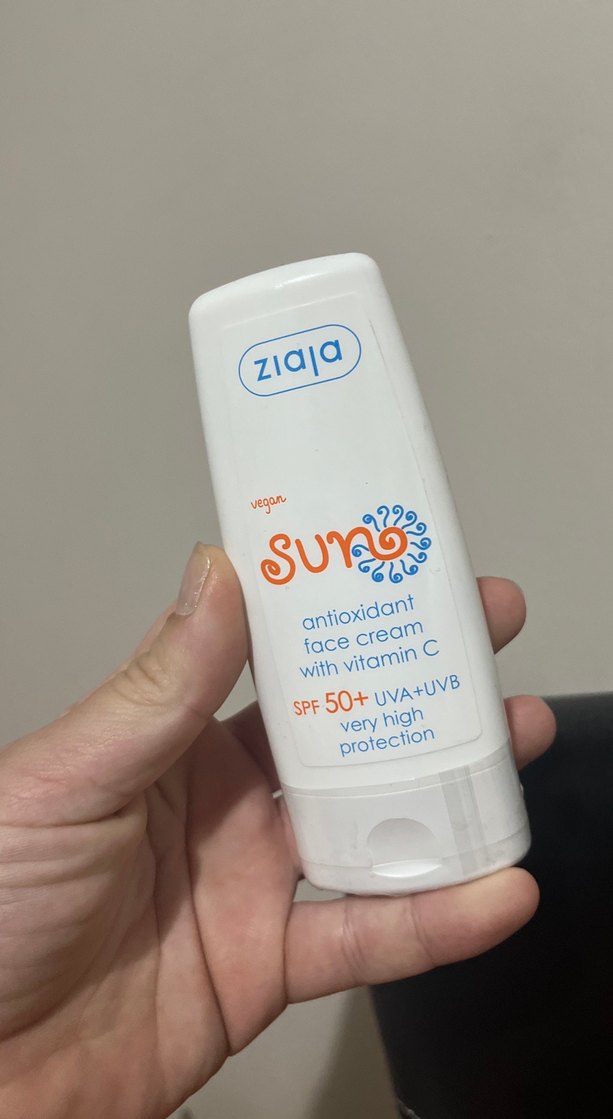 ziaja
vegan
sun
antioxidant
face cream
with vitamin C
SPF 50+ UVA+UVB
very high
protection